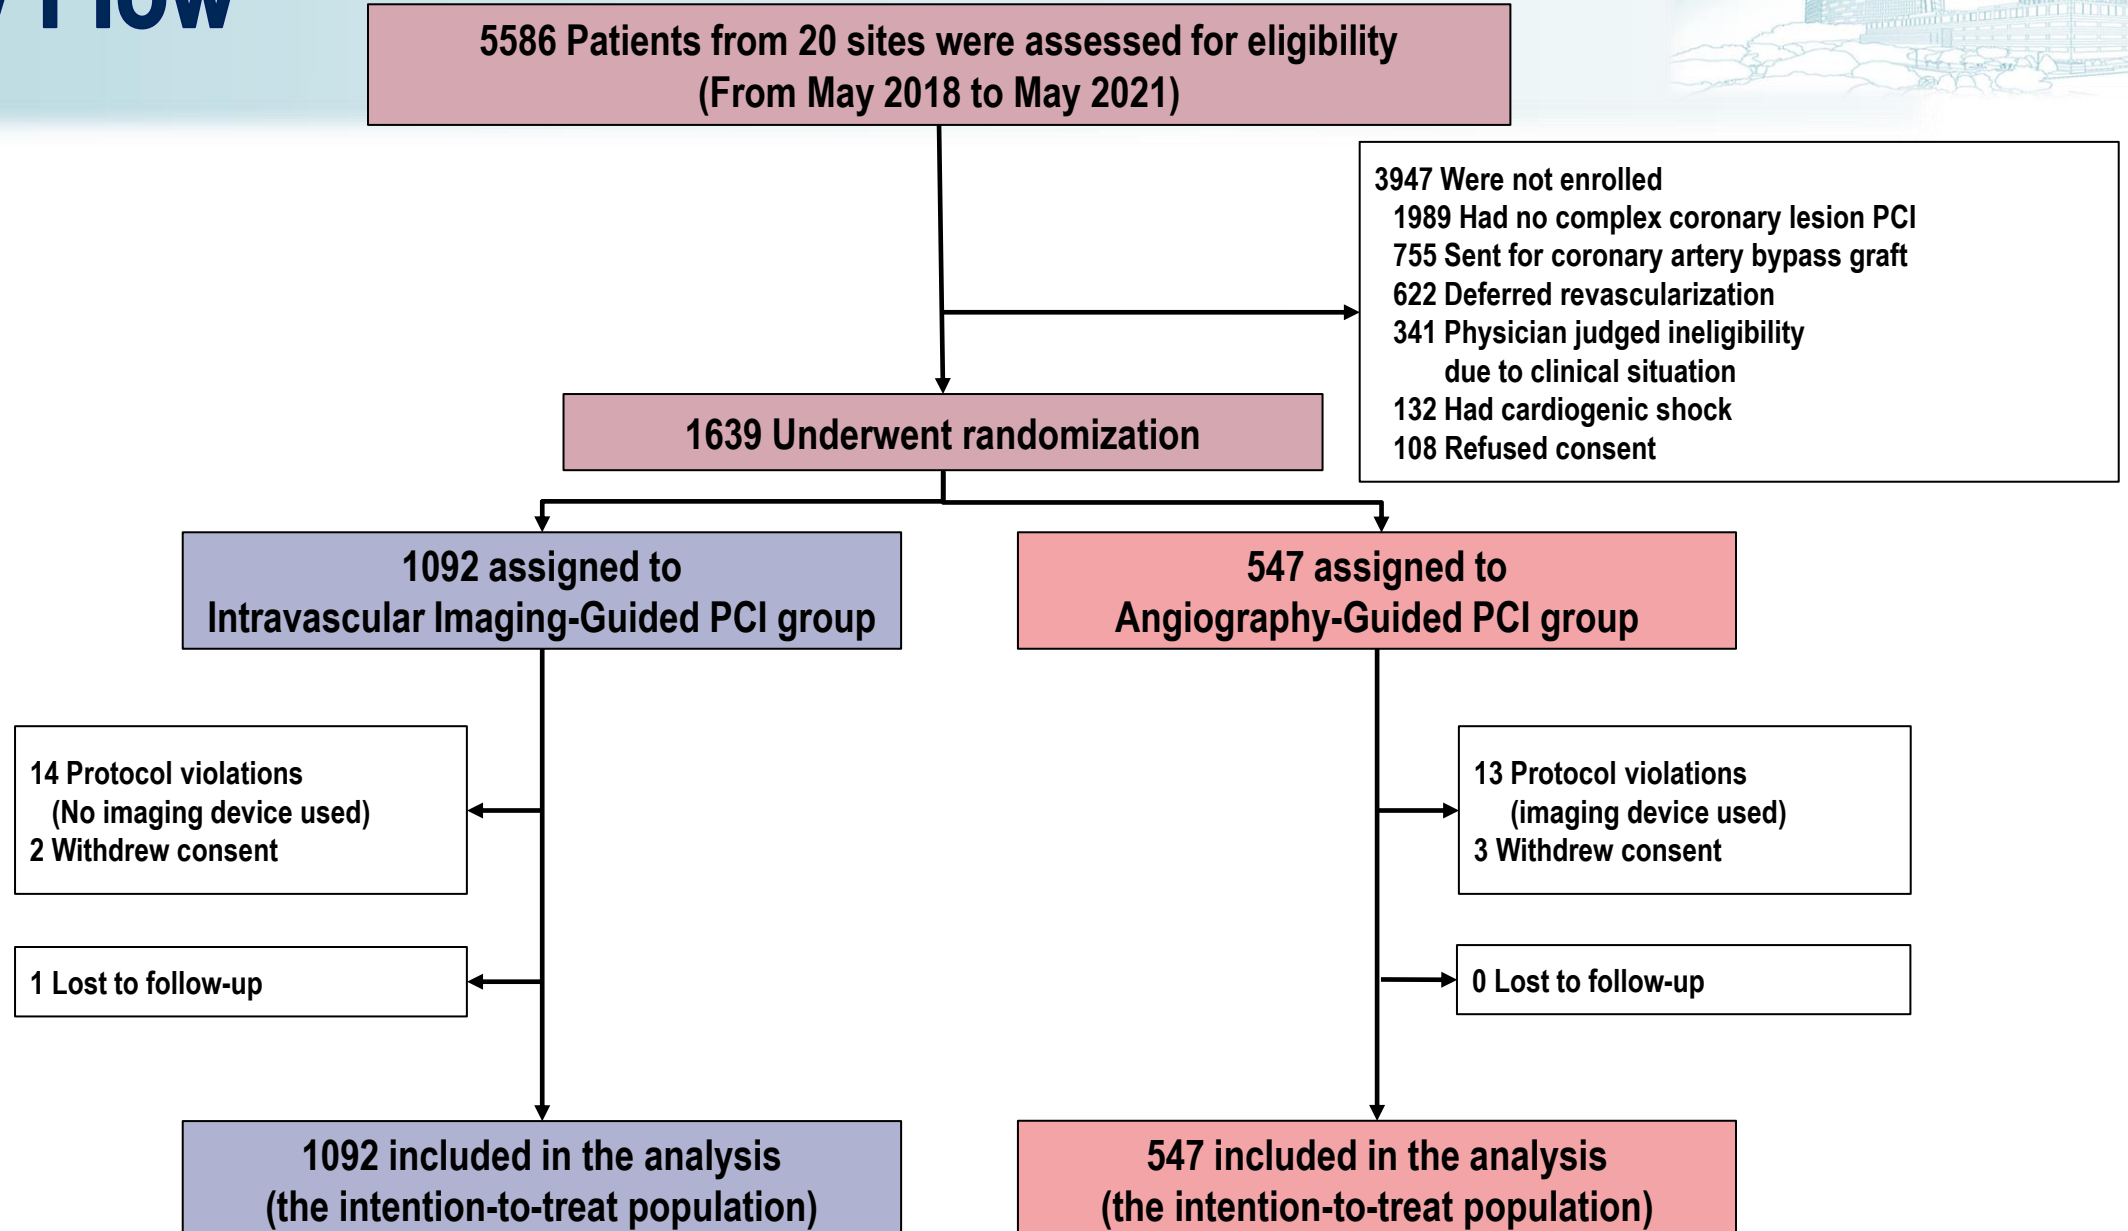 Flow
5586 Patients from 20 sites were assessed for eligibility
(From May 2018 to May 2021)
3947 Were not enrolled
1989 Had no complex coronary lesion PCI
755 Sent for coronary artery bypass graft
622 Deferred revascularization
341 Physician judged ineligibility
due to clinical situation
132 Had cardiogenic shock
108 Refused consent
1639 Underwent randomization
1092 assigned to
Intravascular Imaging-Guided PCI group
547 assigned to
Angiography-Guided PCI group
14 Protocol violations
(No imaging device used)
2 Withdrew consent
13 Protocol violations
(imaging device used)
3 Withdrew consent
1 Lost to follow-up
0 Lost to follow-up
1092 included in the analysis
(the intention-to-treat population)
547 included in the analysis
(the intention-to-treat population)